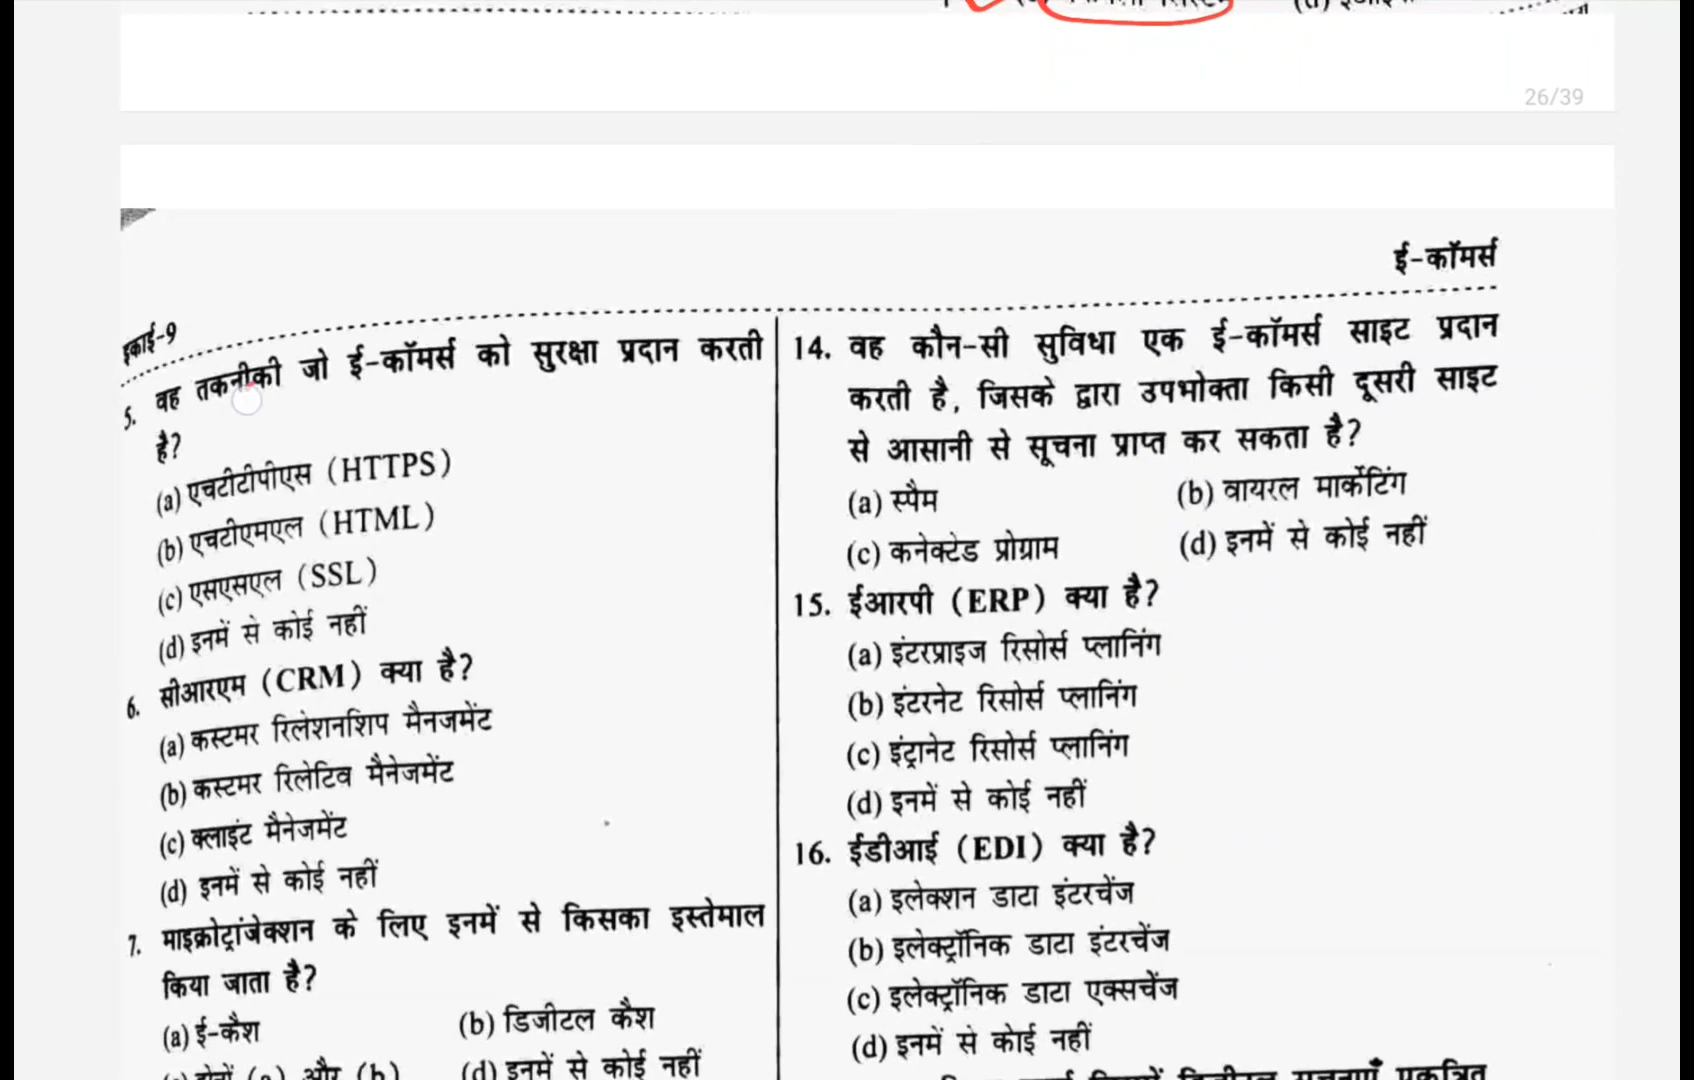 26/39
ई-कॉमर्स
इकाई-9
5. वह तकनीकी जो ई-कॉमर्स को सुरक्षा प्रदान करती
है?
(a) एचटीटीपीएस (HTTPS)
(b) एचटीएमएल (HTML)
(c) एसएसएल (SSL)
(d) इनमें से कोई नहीं
6. सीआरएम (CRM) क्या है?
(a) कस्टमर रिलेशनशिप मैनजमेंट
(b) कस्टमर रिलेटिव मैनेजमेंट
(c) क्लाइंट मैनेजमेंट
(d) इनमें से कोई नहीं
7. माइक्रोट्रांजेक्शन के लिए इनमें से किसका इस्तेमाल
किया जाता है?
(a) ई-कैश (b) डिजीटल कैश
(a) और (b) (d) इनमें से कोई नहीं
14. वह कौन-सी सुविधा एक ई-कॉमर्स साइट प्रदान
करती है, जिसके द्वारा उपभोक्ता किसी दूसरी साइट
से आसानी से सूचना प्राप्त कर सकता है?
(a) स्पैम (b) वायरल मार्केटिंग
(c) कनेक्टेड प्रोग्राम (d) इनमें से कोई नहीं
15. ईआरपी (ERP) क्या है?
(a) इंटरप्राइज रिसोर्स प्लानिंग
(b) इंटरनेट रिसोर्स प्लानिंग
(c) इंट्रानेट रिसोर्स प्लानिंग
(d) इनमें से कोई नहीं
16. ईडीआई (EDI) क्या है?
(a) इलेक्शन डाटा इंटरचेंज
(b) इलेक्ट्रॉनिक डाटा इंटरचेंज
(c) इलेक्ट्रॉनिक डाटा एक्सचेंज
(d) इनमें से कोई नहीं